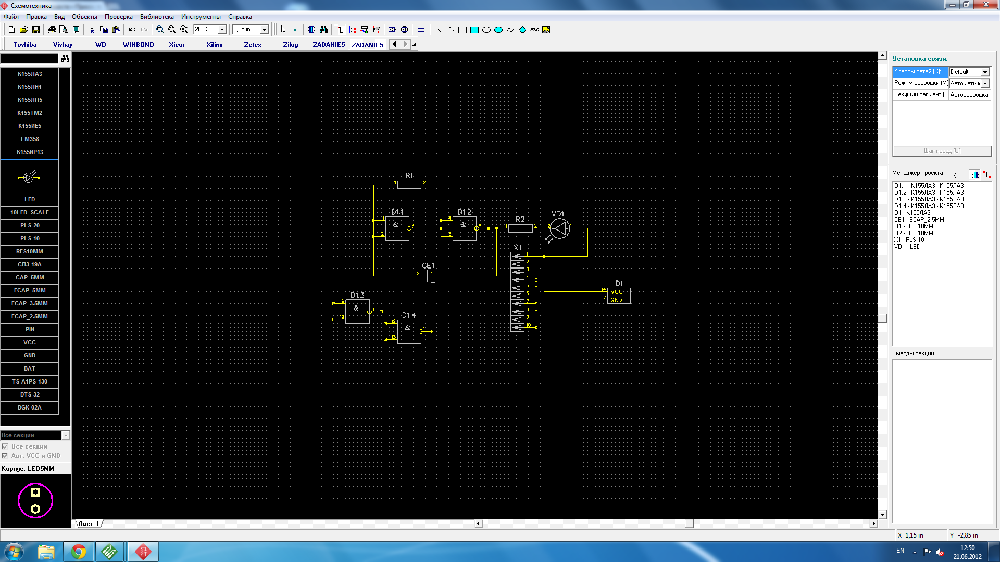 Схемотехника
Файл Правка Вид Объекты Проверка Библиотека Инструменты Справка
200% 0,05 in ABC
Toshiba Vishay WD WINBOND Xicor Xilinx Zetex Zilog ZADANIE5 ZADANIE5
К155ЛА3
К155ЛН1
К155ЛП5
К155ТМ2
К155ИЕ5
LM358
К155ИР13
LED
10LED_SCALE
PLS-20
PLS-10
RES10MM
СП3-19А
CAP_5MM
ECAP_5MM
ECAP_3.5MM
ECAP_2.5MM
PIN
VCC
GND
BAT
TS-A1PS-130
DTS-32
DGK-02A
Все секции
Все секции
Авт. VCC и GND
Корпус: LED5MM
R1
1 2
D1.1
1 & 3
2
D1.2
4 & 6
5
R2
1 2
VD1
2 1
CE1
2 1
+
X1
1
2
3
4
5
6
7
8
9
10
D1
14 VCC
7 GND
D1.3
9 & 8
10
D1.4
12 & 11
13
Лист 1
Установка связи:
Классы сетей (C): Default
Режим разводки (M) Автоматиче
Текущий сегмент (S Авторазводка
Шаг назад (U)
Менеджер проекта
D1.1 - К155ЛА3 - К155ЛА3
D1.2 - К155ЛА3 - К155ЛА3
D1.3 - К155ЛА3 - К155ЛА3
D1.4 - К155ЛА3 - К155ЛА3
D1 - К155ЛА3
CE1 - ECAP_2.5MM
R1 - RES10MM
R2 - RES10MM
X1 - PLS-10
VD1 - LED
Выводы секции
X=1,15 in Y=-2,85 in
EN 12:50
21.06.2012